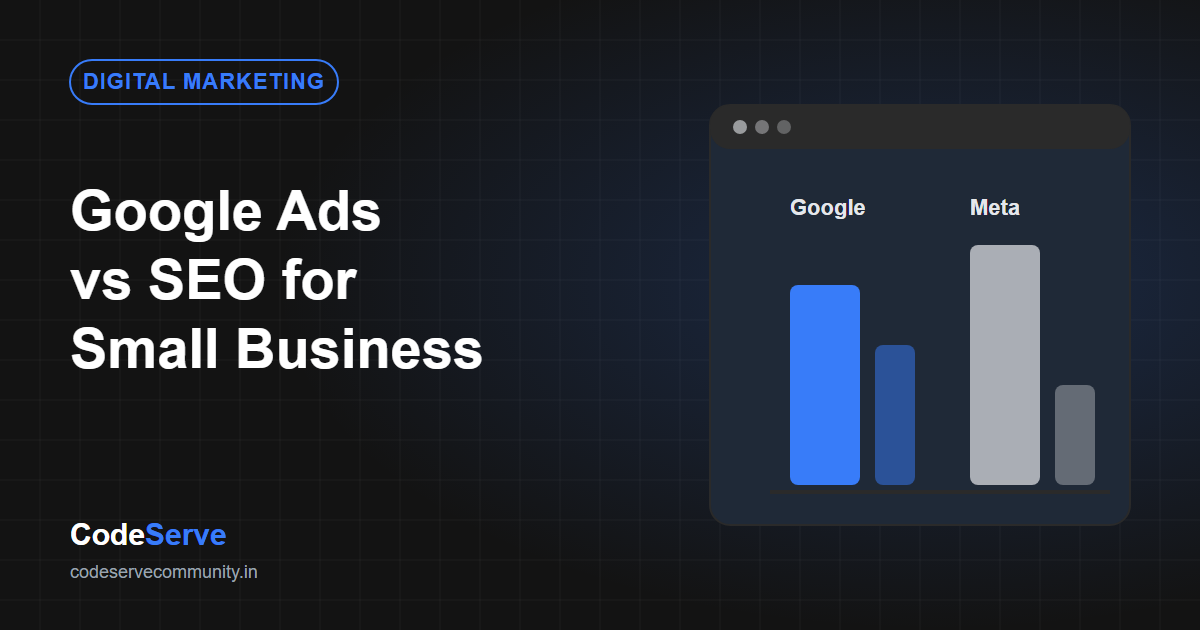 DIGITAL MARKETING
Google Ads
vs SEO for
Small Business
Google
Meta
CodeServe
codeservecommunity.in